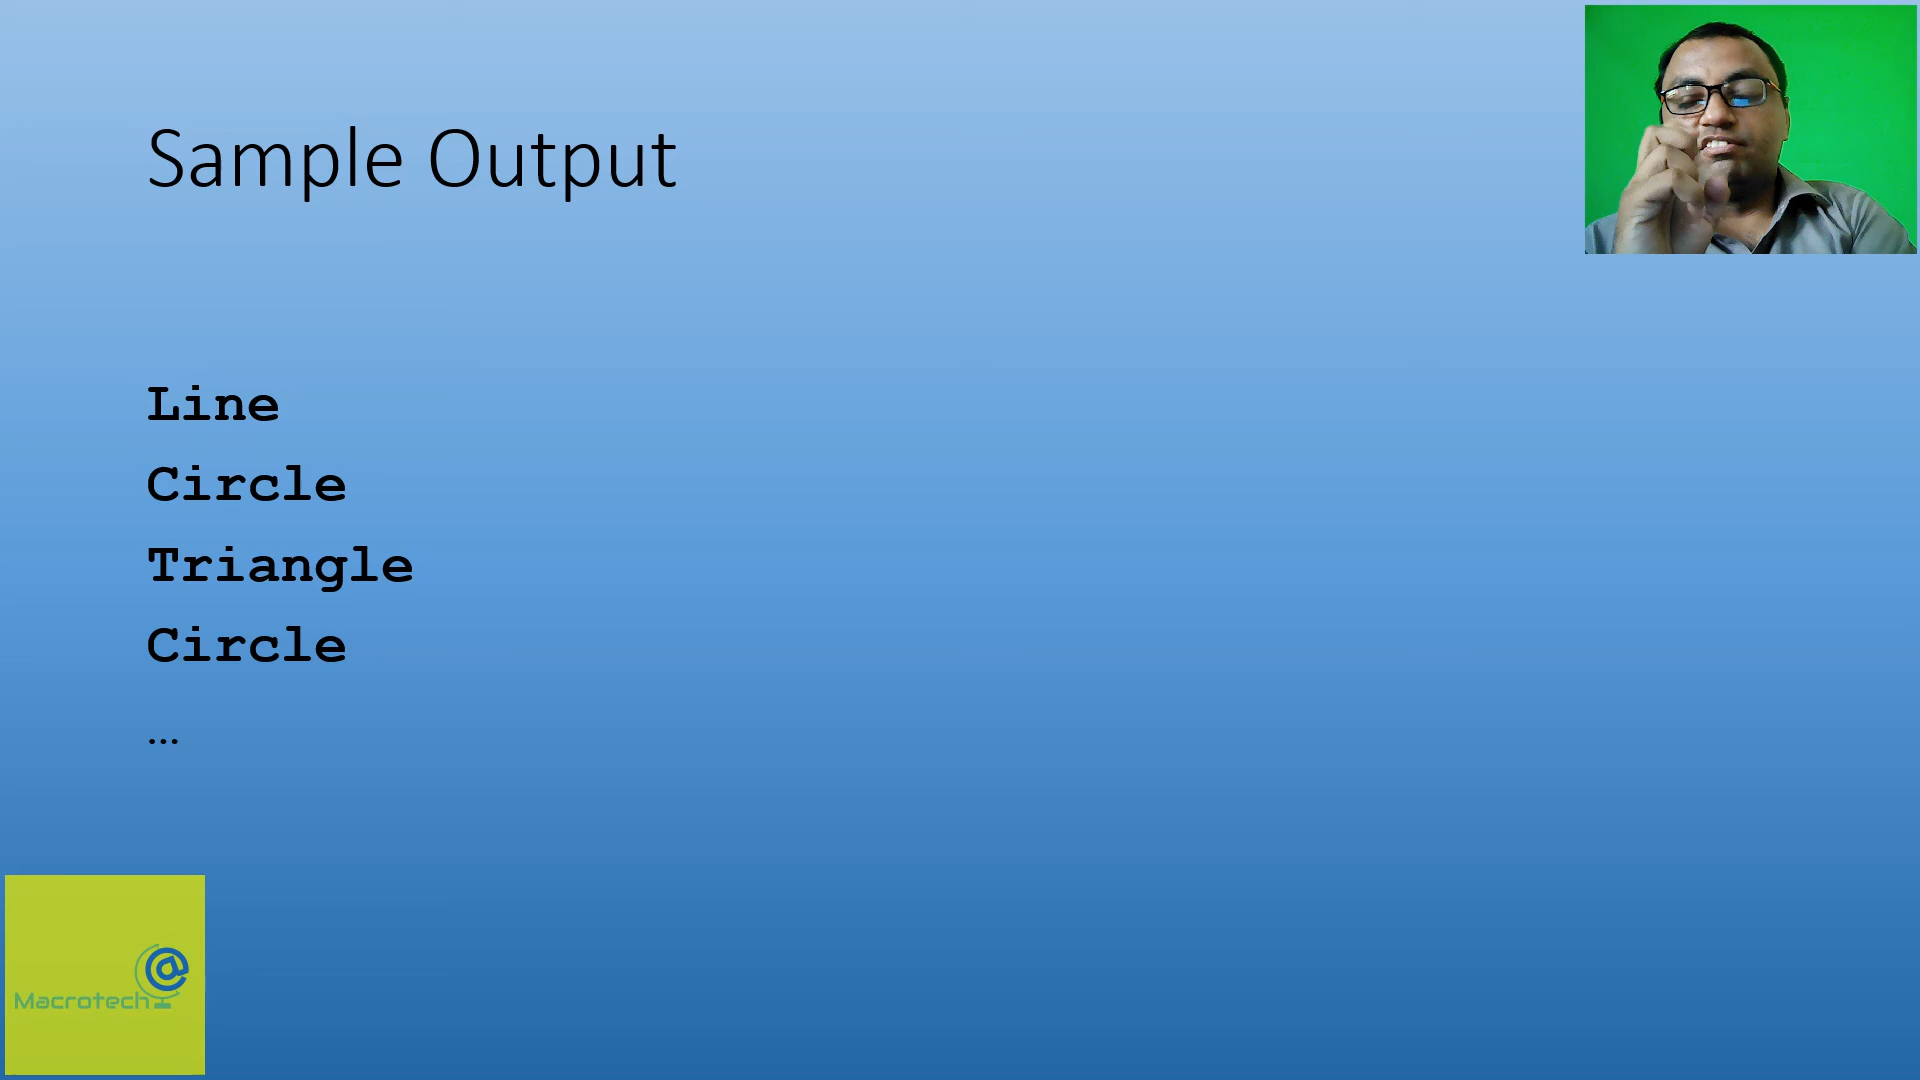 Sample Output
Line
Circle
Triangle
Circle
...
Macrotech